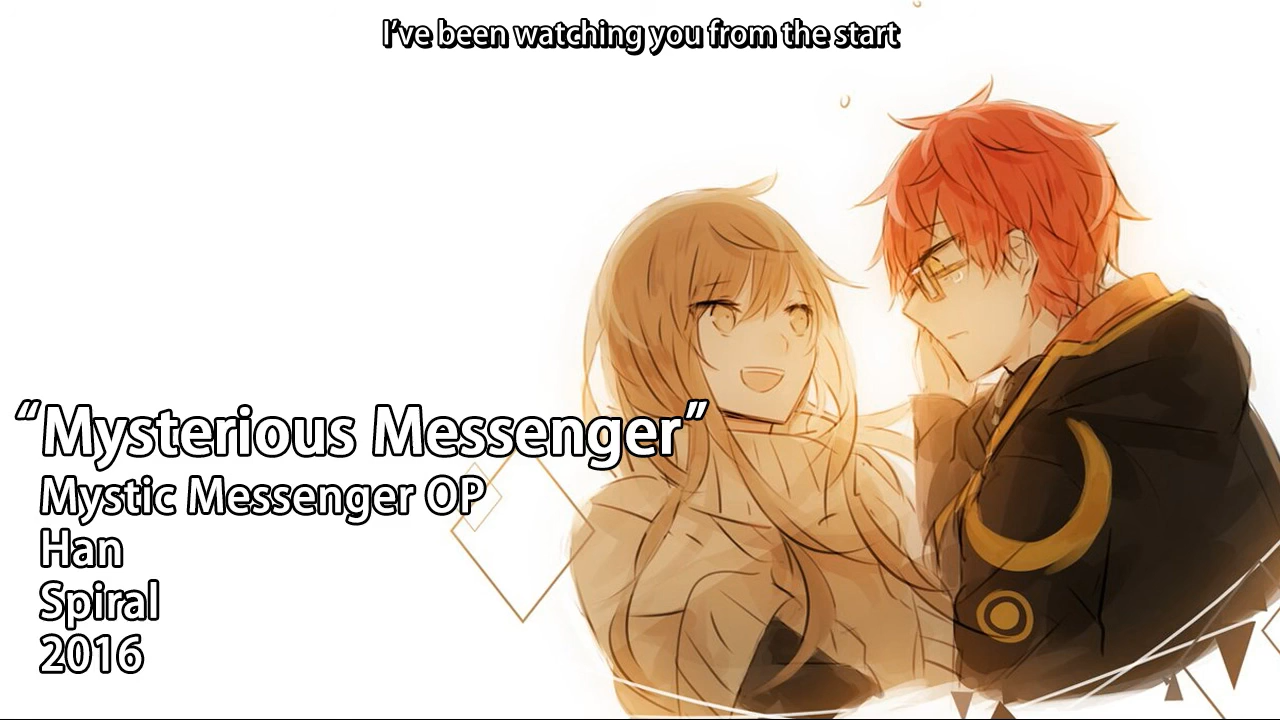 I've been watching you from the start
“Mysterious Messenger”
Mystic Messenger OP
Han
Spiral
2016